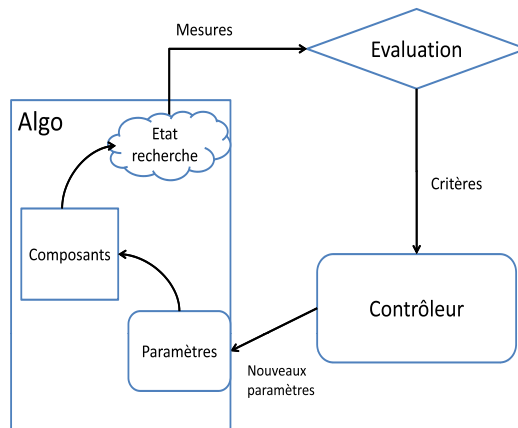 Mesures
Evaluation
Algo
Etat
recherche
Critères
Composants
Contrôleur
Paramètres
Nouveaux
paramètres